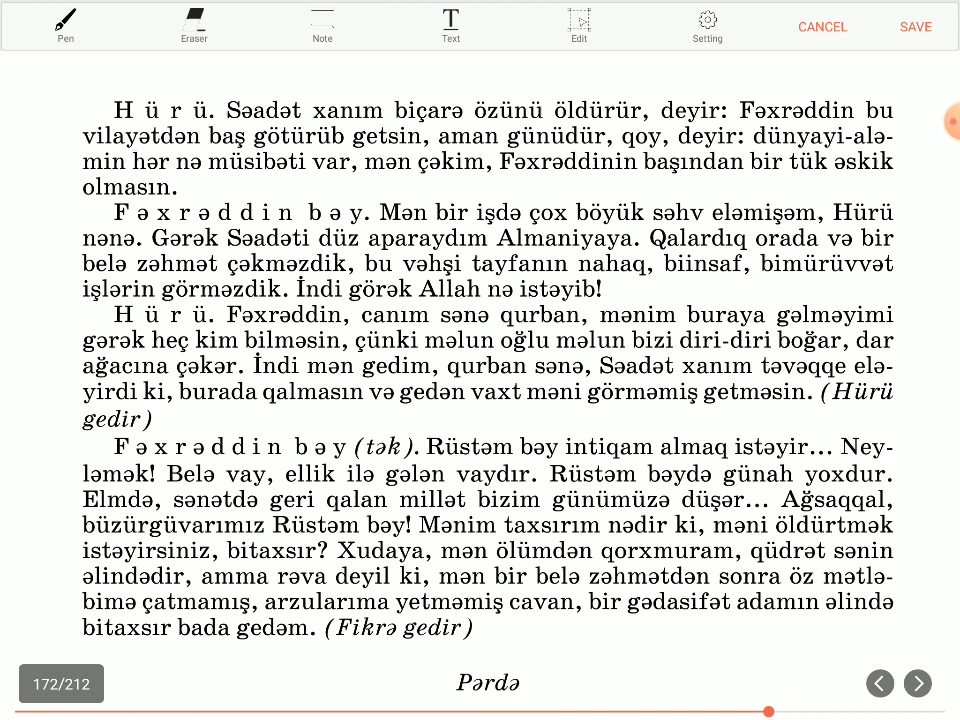 Pen
Eraser
Note
Text
Edit
Setting
CANCEL
SAVE
H ü r ü. Səadət xanım biçarə özünü öldürür, deyir: Fəxrəddin bu
vilayətdən baş götürüb getsin, aman günüdür, qoy, deyir: dünyayi-alə-
min hər nə müsibəti var, mən çəkim, Fəxrəddinin başından bir tük əskik
olmasın.
F ə x r ə d d i n b ə y. Mən bir işdə çox böyük səhv eləmişəm, Hürü
nənə. Gərək Səadəti düz aparaydım Almaniyaya. Qalardıq orada və bir
belə zəhmət çəkməzdik, bu vəhşi tayfanın nahaq, biinsaf, bimürüvvət
işlərin görməzdik. İndi görək Allah nə istəyib!
H ü r ü. Fəxrəddin, canım sənə qurban, mənim buraya gəlməyimi
gərək heç kim bilməsin, çünki məlun oğlu məlun bizi diri-diri boğar, dar
ağacına çəkər. İndi mən gedim, qurban sənə, Səadət xanım təvəqqe elə-
yirdi ki, burada qalmasın və gedən vaxt məni görməmiş getməsin. (Hürü
gedir)
F ə x r ə d d i n b ə y (tək). Rüstəm bəy intiqam almaq istəyir... Ney-
ləmək! Belə vay, ellik ilə gələn vaydır. Rüstəm bəydə günah yoxdur.
Elmdə, sənətdə geri qalan millət bizim günümüzə düşər... Ağsaqqal,
büzürgüvarımız Rüstəm bəy! Mənim taxsırım nədir ki, məni öldürtmək
istəyirsiniz, bitaxsır? Xudaya, mən ölümdən qorxmuram, qüdrət sənin
əlindədir, amma rəva deyil ki, mən bir belə zəhmətdən sonra öz mətlə-
bimə çatmamış, arzularıma yetməmiş cavan, bir gədasifət adamın əlində
bitaxsır bada gedəm. (Fikrə gedir)
172/212
Pərdə